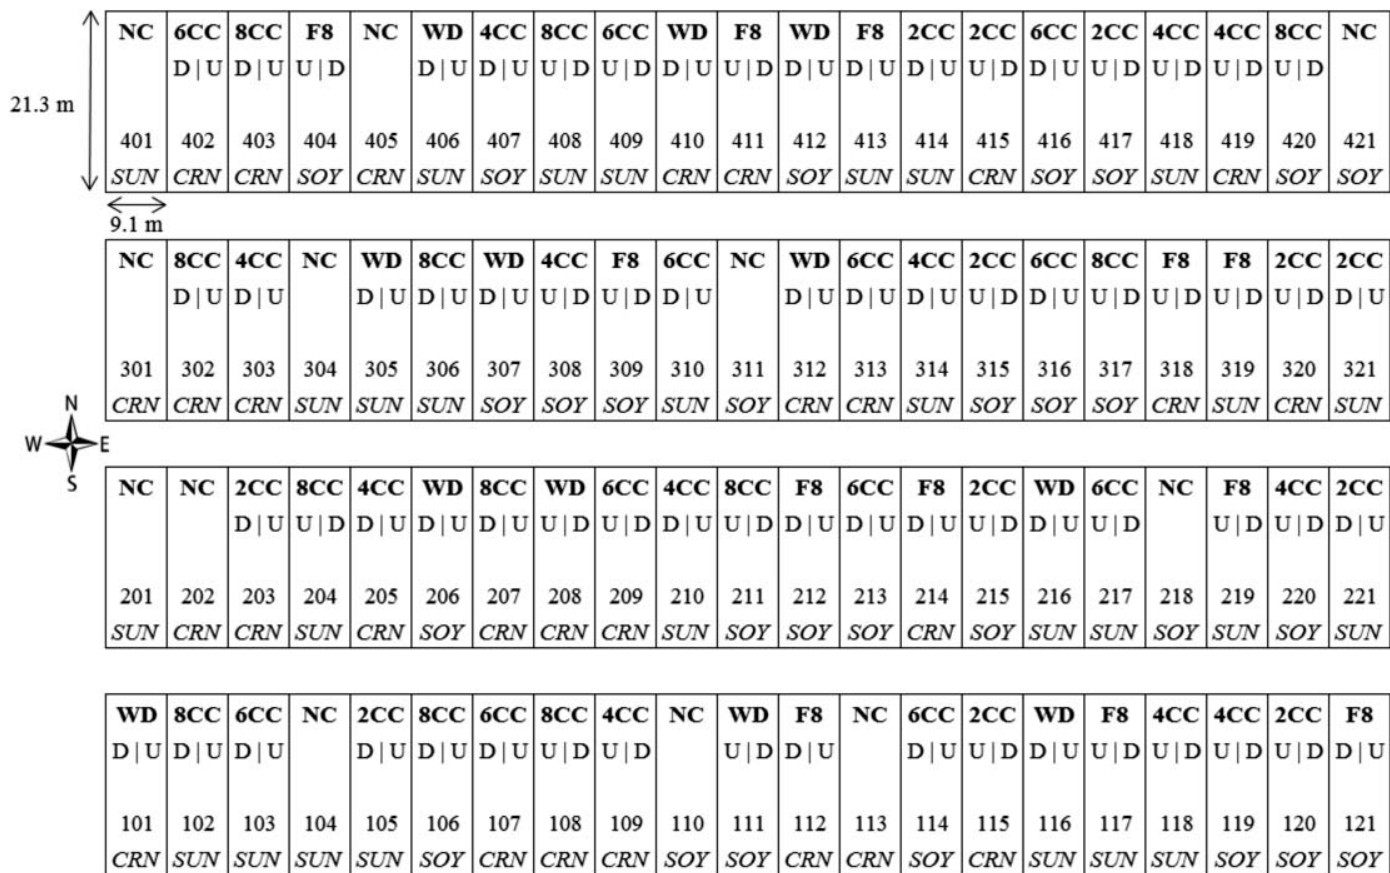 NC 6CC 8CC F8 NC WD 4CC 8CC 6CC WD F8 WD F8 2CC 2CC 6CC 2CC 4CC 4CC 8CC NC
D | U D | U U | D D | U D | U U | D U | D D | U U | D D | U D | U D | U D | U D | U U | D U | D U | D U | D
21.3 m
401 402 403 404 405 406 407 408 409 410 411 412 413 414 415 416 417 418 419 420 421
SUN CRN CRN SOY CRN SUN SOY SUN SUN CRN CRN SOY SUN SUN CRN SOY SOY SUN CRN SOY SOY
9.1 m
NC 8CC 4CC NC WD 8CC WD 4CC F8 6CC NC WD 6CC 4CC 2CC 6CC 8CC F8 F8 2CC 2CC
D | U D | U D | U D | U D | U U | D U | D D | U D | U D | U U | D U | D D | U U | D U | D U | D U | D D | U
301 302 303 304 305 306 307 308 309 310 311 312 313 314 315 316 317 318 319 320 321
CRN CRN CRN SUN SUN SUN SOY SOY SOY SUN SOY CRN CRN SUN SOY SOY SOY CRN SUN CRN SUN
N
W E
S
NC NC 2CC 8CC 4CC WD 8CC WD 6CC 4CC 8CC F8 6CC F8 2CC WD 6CC NC F8 4CC 2CC
D | U U | D D | U D | U D | U U | D U | D D | U U | D D | U D | U D | U U | D D | U U | D U | D U | D D | U
201 202 203 204 205 206 207 208 209 210 211 212 213 214 215 216 217 218 219 220 221
SUN CRN CRN SUN CRN SOY CRN CRN CRN SUN SOY SOY SOY CRN SOY SUN SUN SOY SUN SOY SUN
WD 8CC 6CC NC 2CC 8CC 6CC 8CC 4CC NC WD F8 NC 6CC 2CC WD F8 4CC 4CC 2CC F8
D | U D | U D | U D | U D | U D | U U | D U | D U | D D | U D | U U | D D | U U | D U | D U | D U | D D | U
101 102 103 104 105 106 107 108 109 110 111 112 113 114 115 116 117 118 119 120 121
CRN SUN SUN SUN SUN SOY CRN CRN CRN SOY SOY CRN CRN SOY CRN SUN SUN SUN SOY SOY SOY